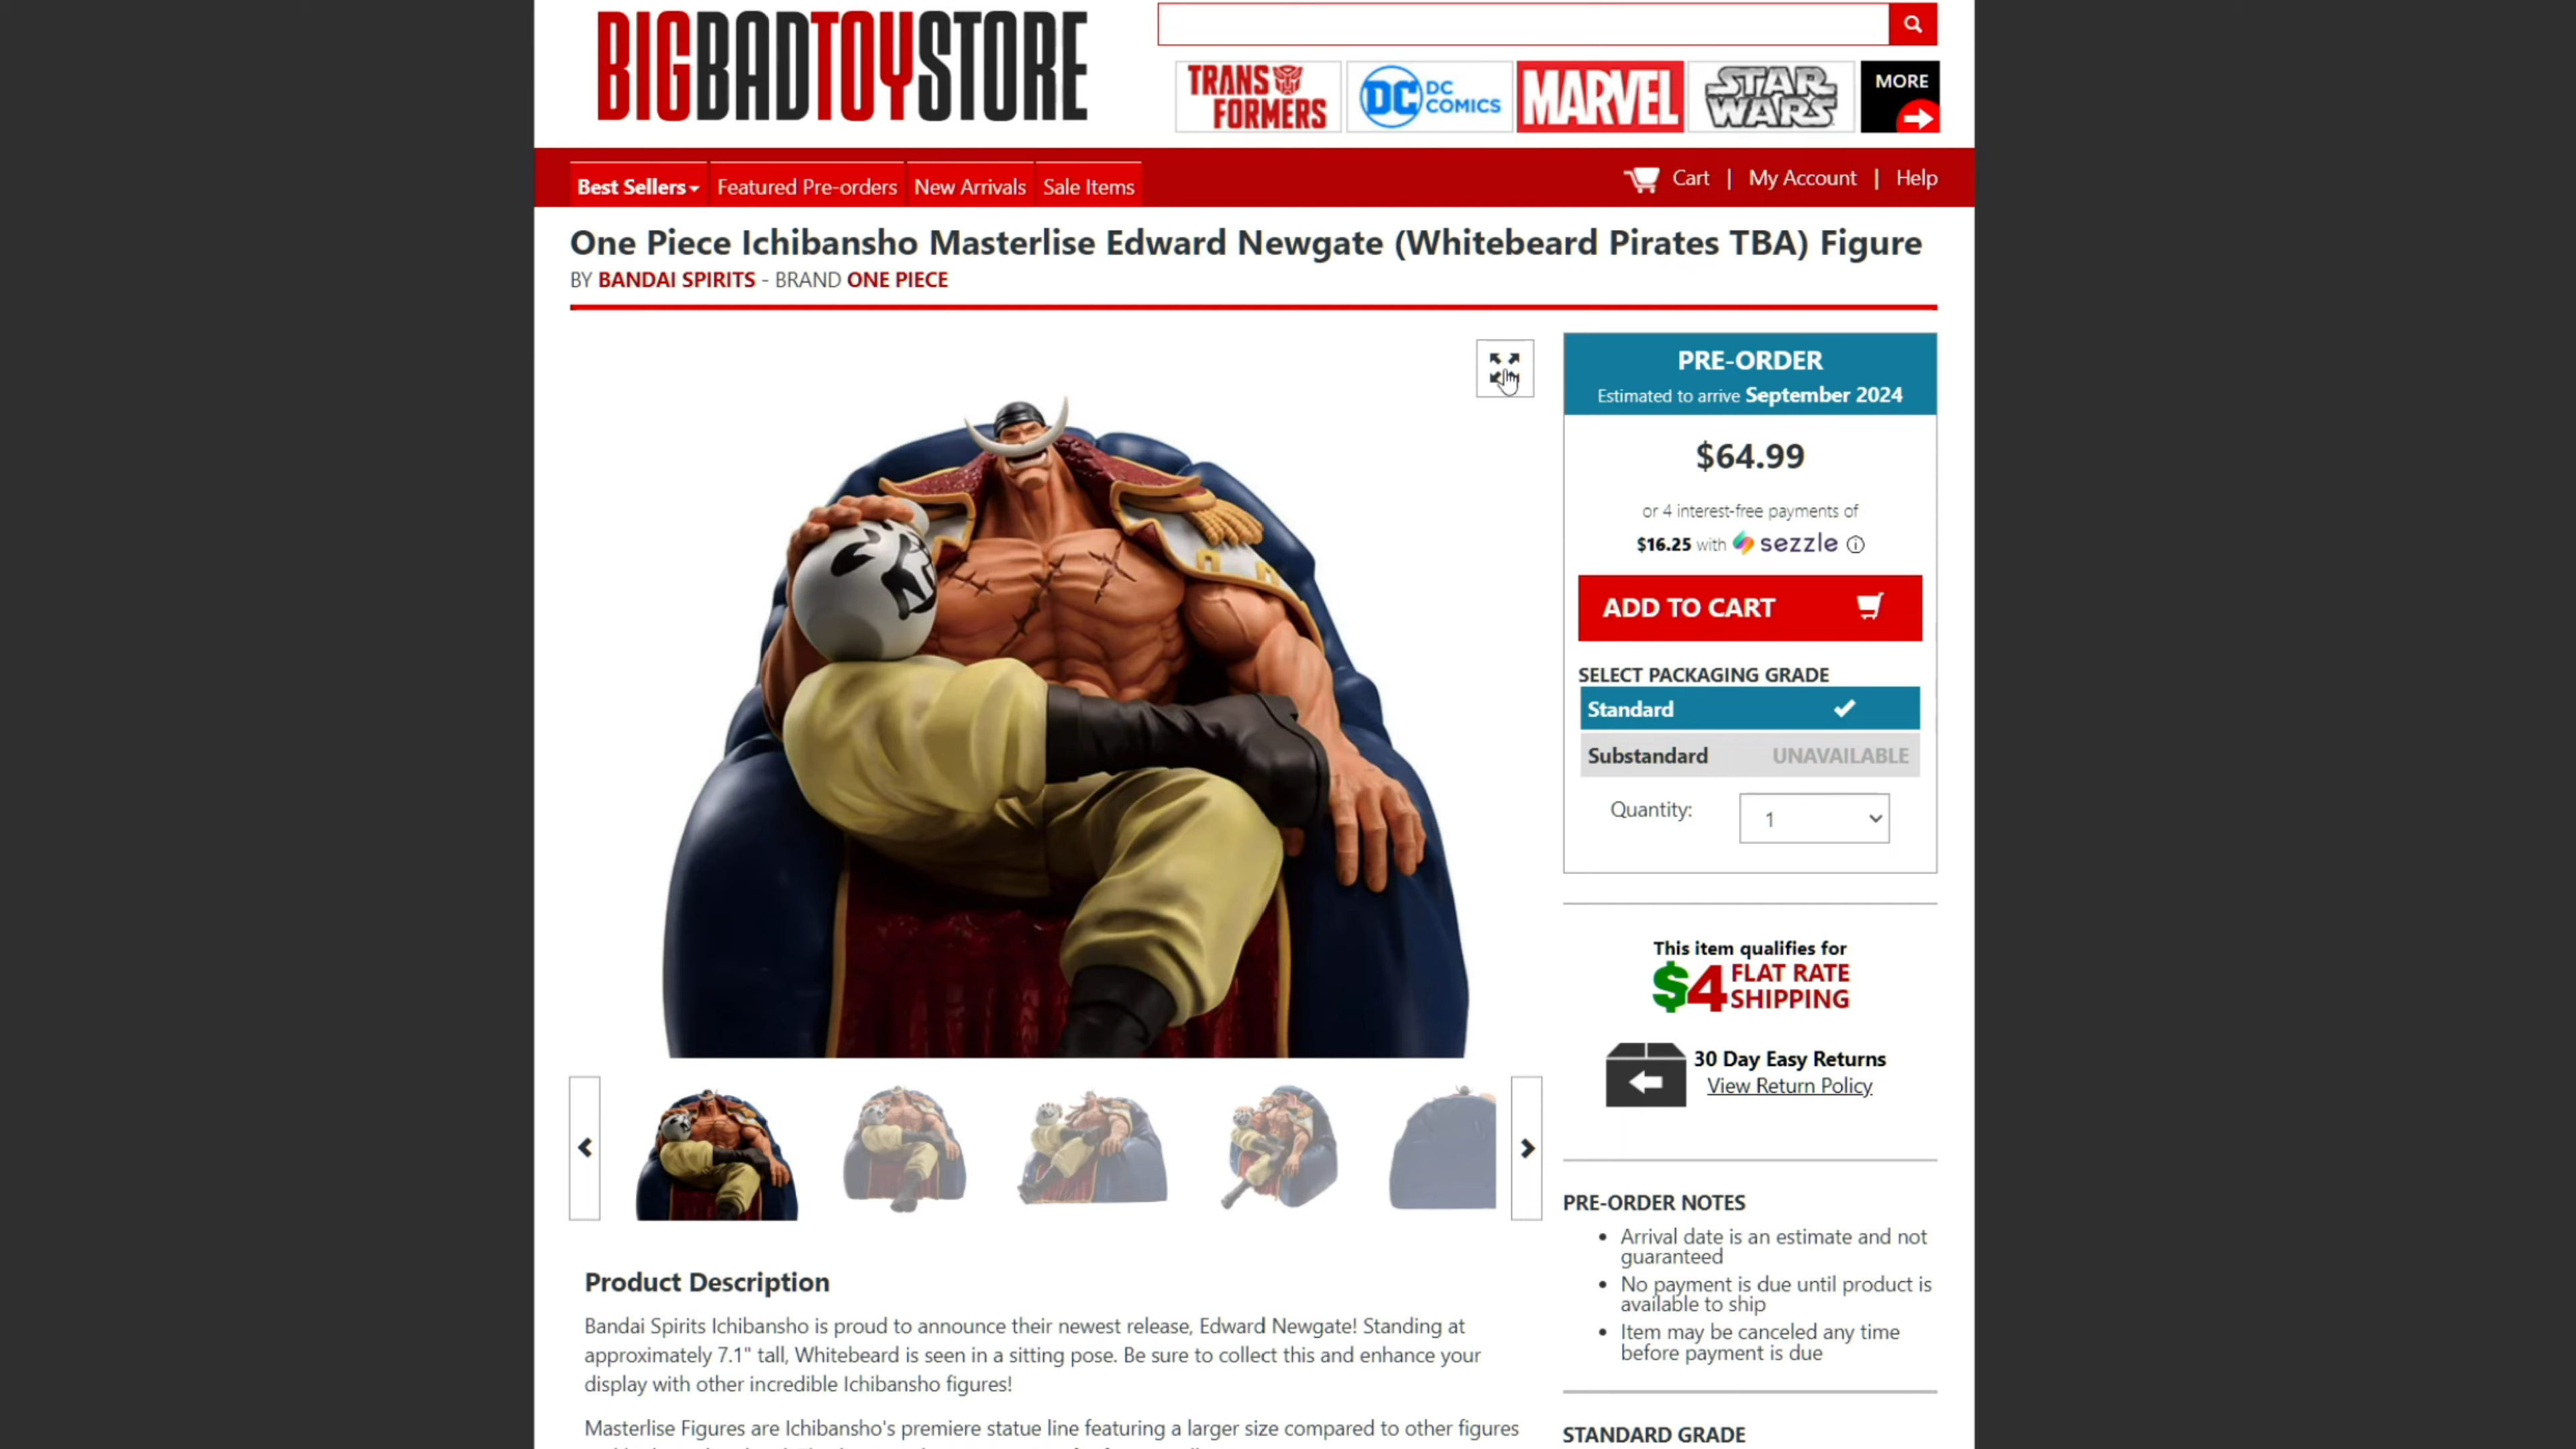 BIGBADTOYSTORE
TRANSFORMERS
DC DC COMICS
MARVEL
STAR WARS
MORE
Best Sellers
Featured Pre-orders
New Arrivals
Sale Items
Cart | My Account | Help
One Piece Ichibansho Masterlise Edward Newgate (Whitebeard Pirates TBA) Figure
BY BANDAI SPIRITS - BRAND ONE PIECE
PRE-ORDER
Estimated to arrive September 2024
$64.99
or 4 interest-free payments of
$16.25 with sezzle
ADD TO CART
SELECT PACKAGING GRADE
Standard
Substandard UNAVAILABLE
Quantity: 1
This item qualifies for
$4 FLAT RATE
SHIPPING
30 Day Easy Returns
View Return Policy
PRE-ORDER NOTES
• Arrival date is an estimate and not
guaranteed
• No payment is due until product is
available to ship
• Item may be canceled any time
before payment is due
STANDARD GRADE
Product Description
Bandai Spirits Ichibansho is proud to announce their newest release, Edward Newgate! Standing at
approximately 7.1" tall, Whitebeard is seen in a sitting pose. Be sure to collect this and enhance your
display with other incredible Ichibansho figures!
Masterlise Figures are Ichibansho's premiere statue line featuring a larger size compared to other figures